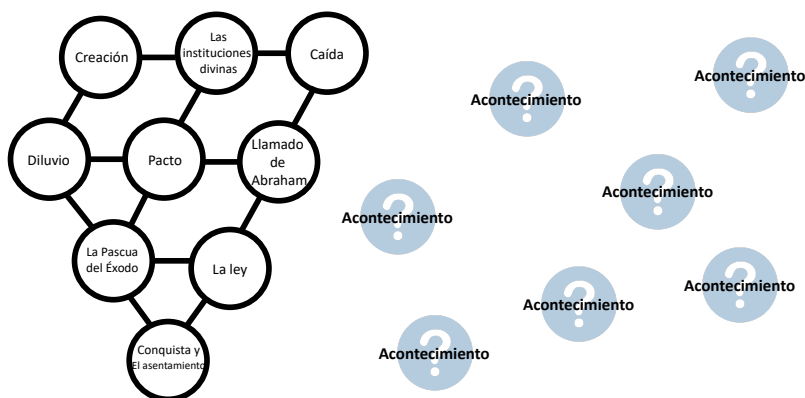 Creación
Las
instituciones
divinas
Caída
Diluvio
Pacto
Llamado
de
Abraham
La Pascua
del Éxodo
La ley
Conquista y
El asentamiento
?
Acontecimiento
?
Acontecimiento
?
Acontecimiento
?
Acontecimiento
?
Acontecimiento
?
Acontecimiento
?
Acontecimiento